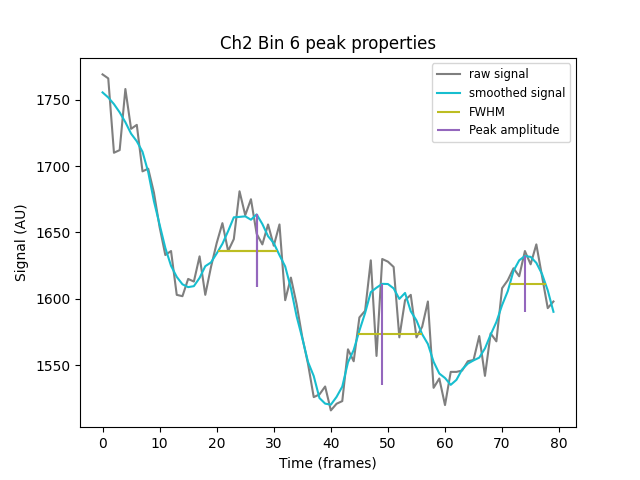 Ch2 Bin 6 peak properties
raw signal
smoothed signal
FWHM
Peak amplitude
Signal (AU)
1750
1700
1650
1600
1550
0 10 20 30 40 50 60 70 80
Time (frames)